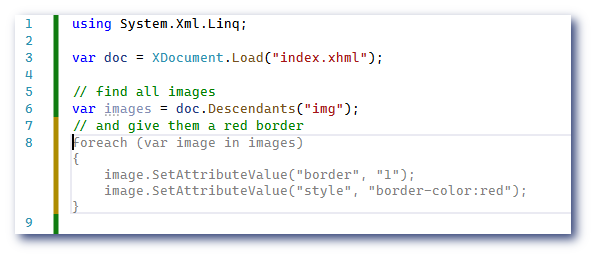 1 using System.Xml.Linq;
2
3 var doc = XDocument.Load("index.xhml");
4
5 // find all images
6 var images = doc.Descendants("img");
7 // and give them a red border
8 foreach (var image in images)
{
    image.SetAttributeValue("border", "1");
    image.SetAttributeValue("style", "border-color:red");
}
9